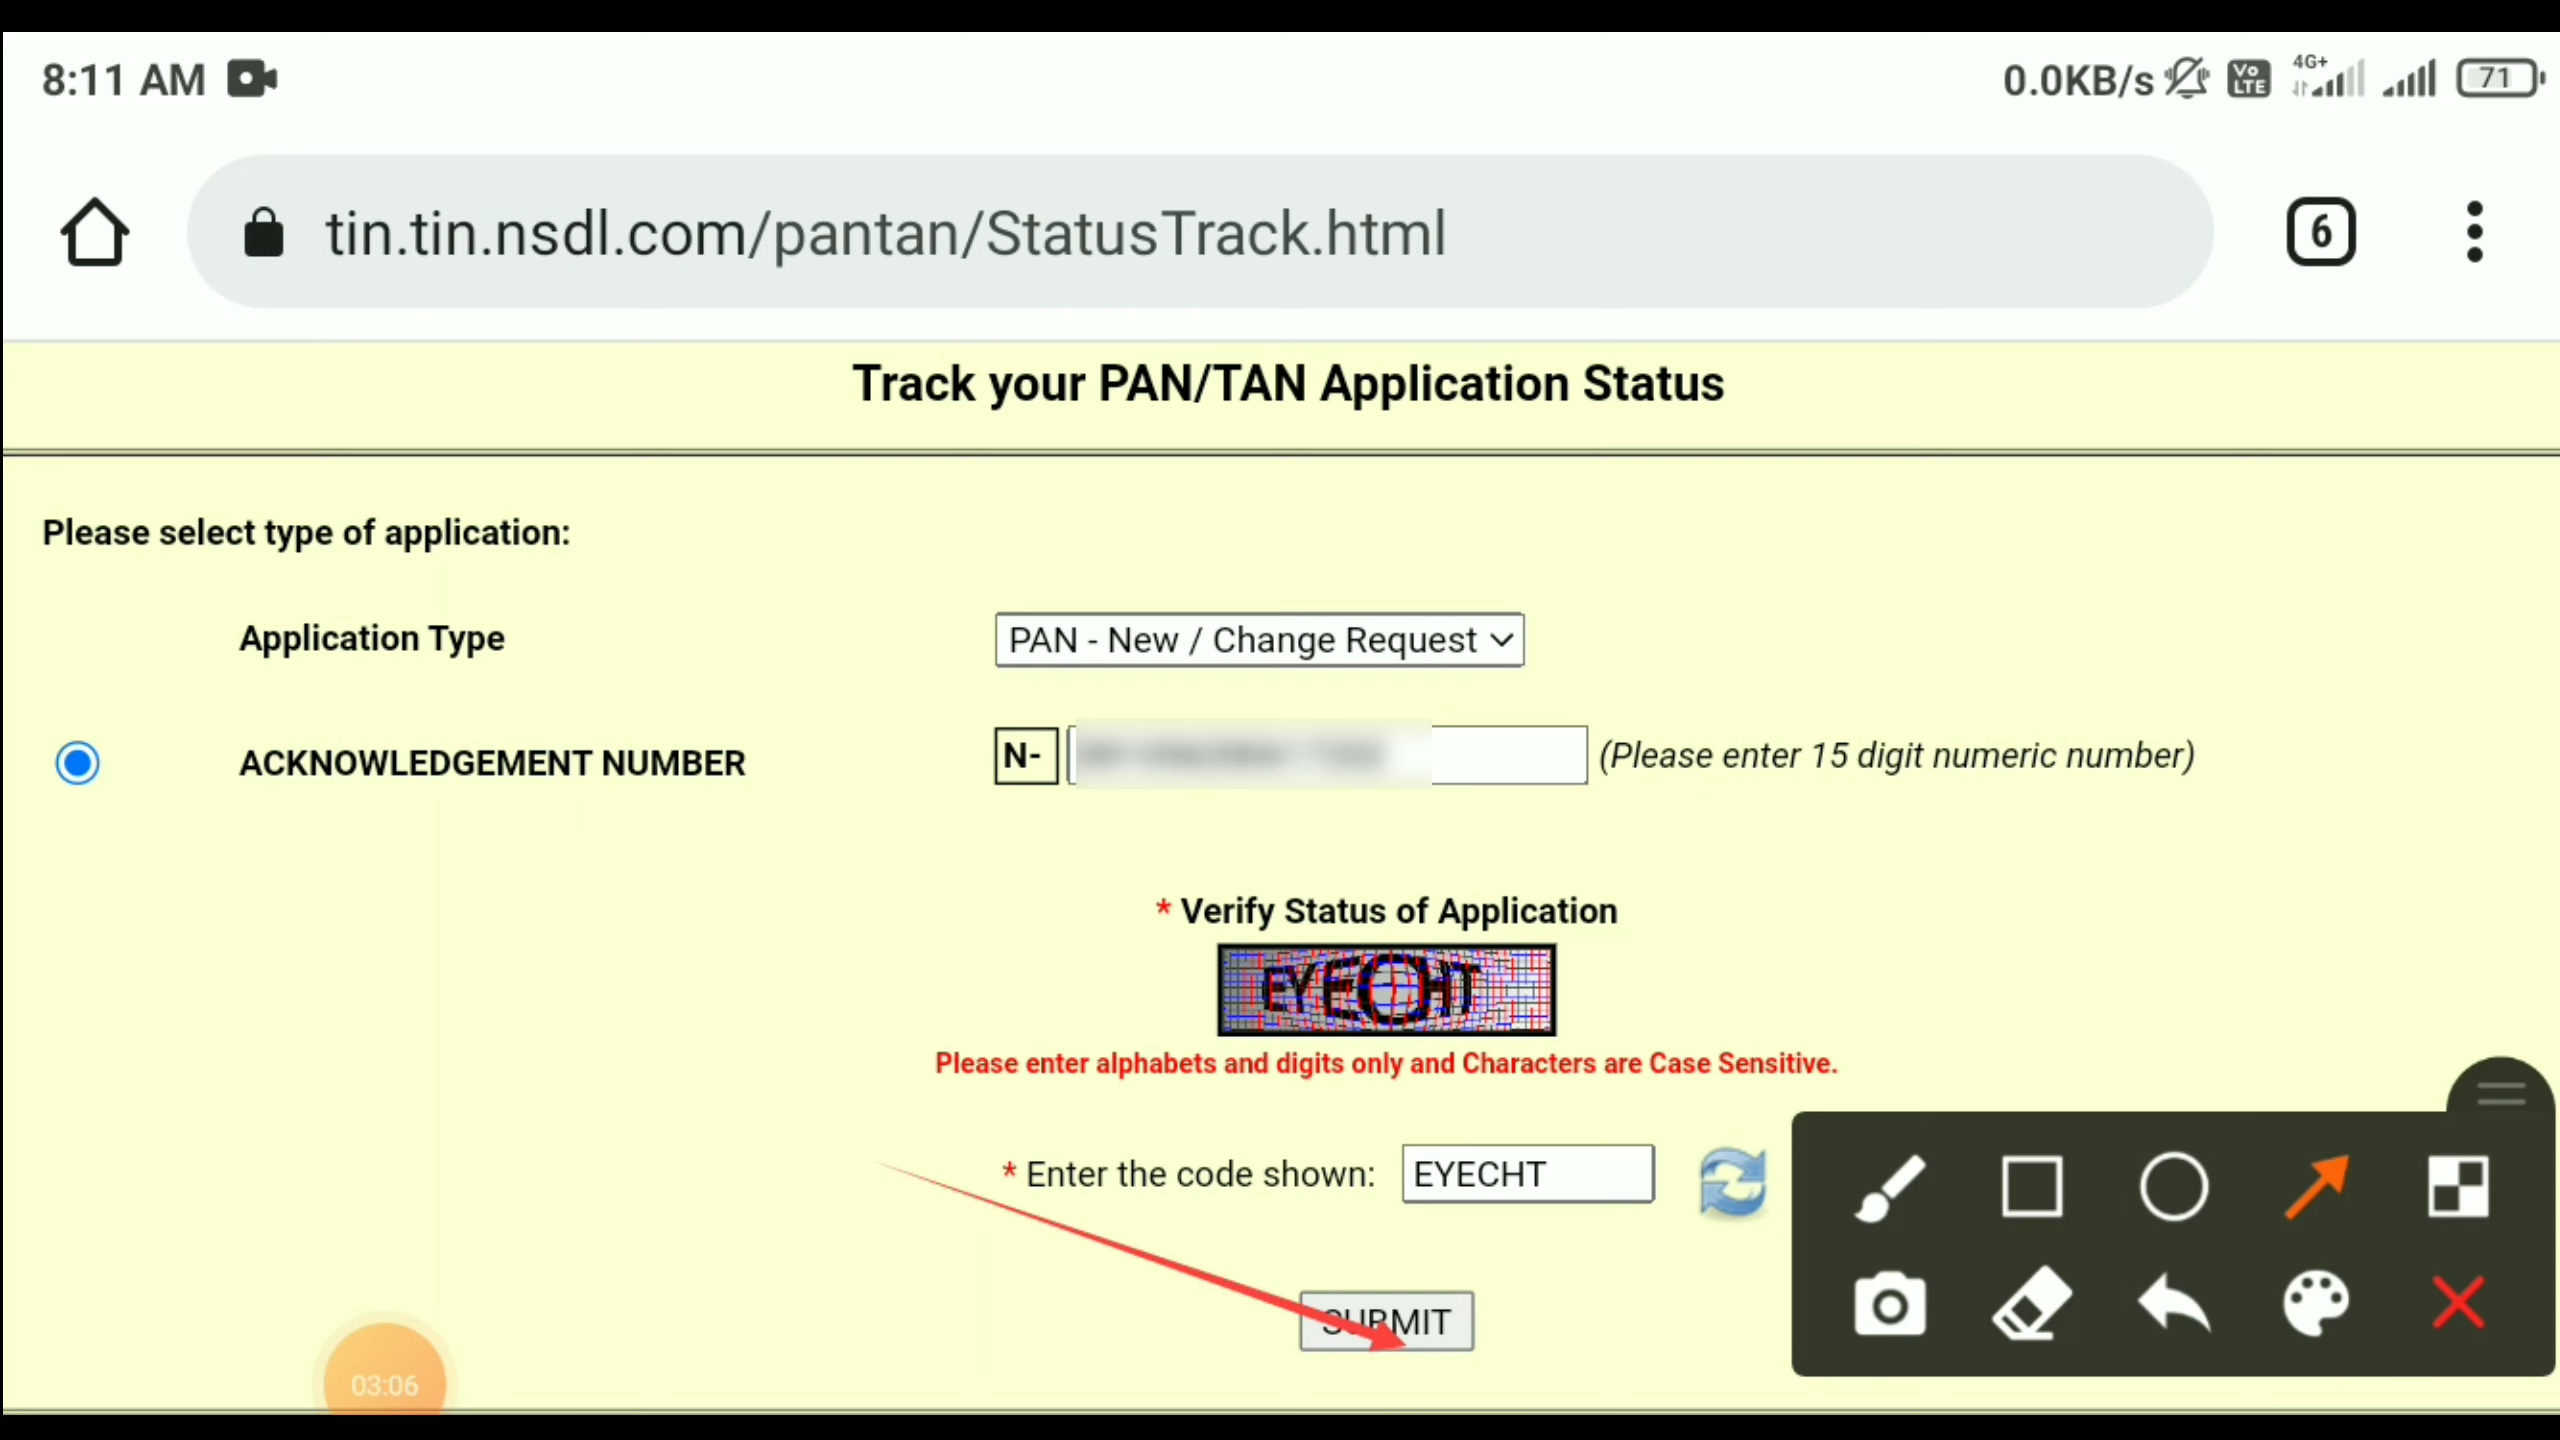 8:11 AM 0.0KB/s Vo LTE 4G+ 71
tin.tin.nsdl.com/pantan/StatusTrack.html 6
Track your PAN/TAN Application Status
Please select type of application:
Application Type PAN - New / Change Request
ACKNOWLEDGEMENT NUMBER N- (Please enter 15 digit numeric number)
* Verify Status of Application
EYECHT
Please enter alphabets and digits only and Characters are Case Sensitive.
* Enter the code shown: EYECHT
SUBMIT
03:06